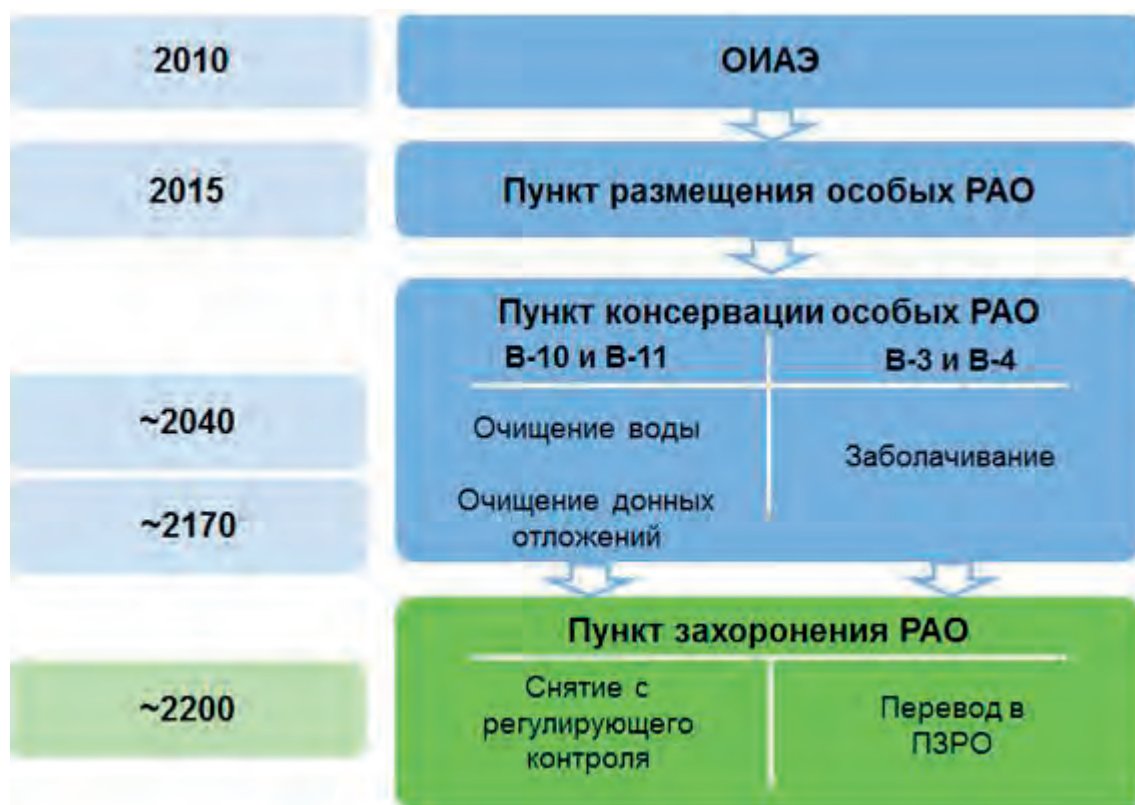 2010
ОИАЭ
2015
Пункт размещения особых РАО
Пункт консервации особых РАО
В-10 и В-11
В-3 и В-4
~2040
Очищение воды
Заболачивание
~2170
Очищение донных
отложений
Пункт захоронения РАО
~2200
Снятие с
регулирующего
контроля
Перевод в
ПЗРО